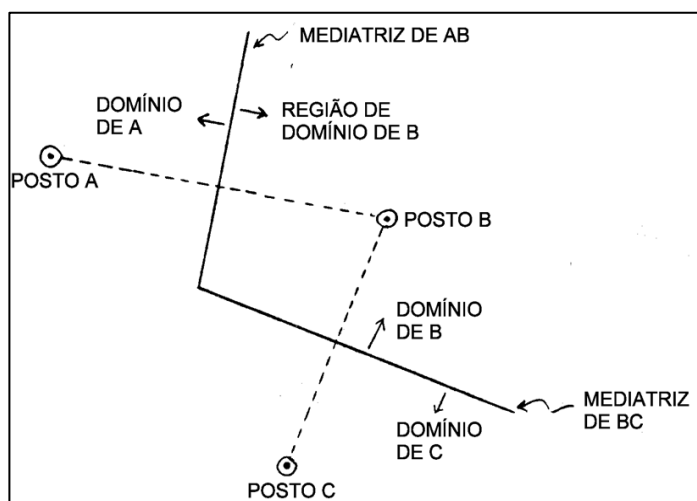 MEDIATRIZ DE AB
DOMÍNIO
DE A
REGIÃO DE
DOMÍNIO DE B
POSTO A
POSTO B
DOMÍNIO
DE B
MEDIATRIZ
DE BC
DOMÍNIO
DE C
POSTO C